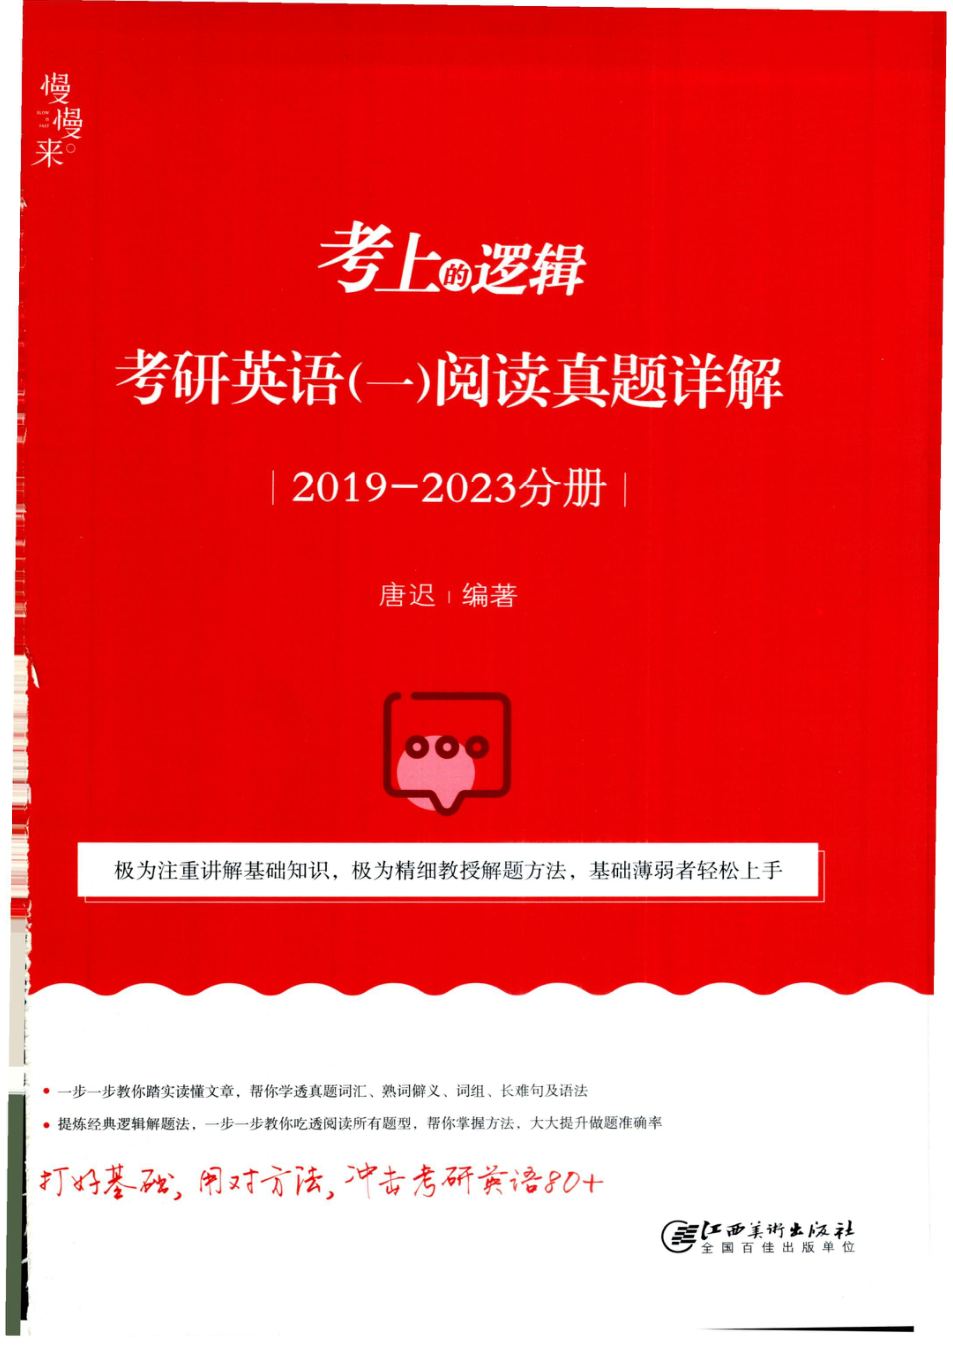 慢
慢
来。
SLOW
IS
FAST
考上的逻辑
考研英语(一)阅读真题详解
2019-2023分册
唐迟 编著
极为注重讲解基础知识，极为精细教授解题方法，基础薄弱者轻松上手
• 一步一步教你踏实读懂文章，帮你学透真题词汇、熟词僻义、词组、长难句及语法
• 提炼经典逻辑解题法，一步一步教你吃透阅读所有题型，帮你掌握方法，大大提升做题准确率
打好基础，用对方法，冲击考研英语80+
江西美术出版社
全国百佳出版单位